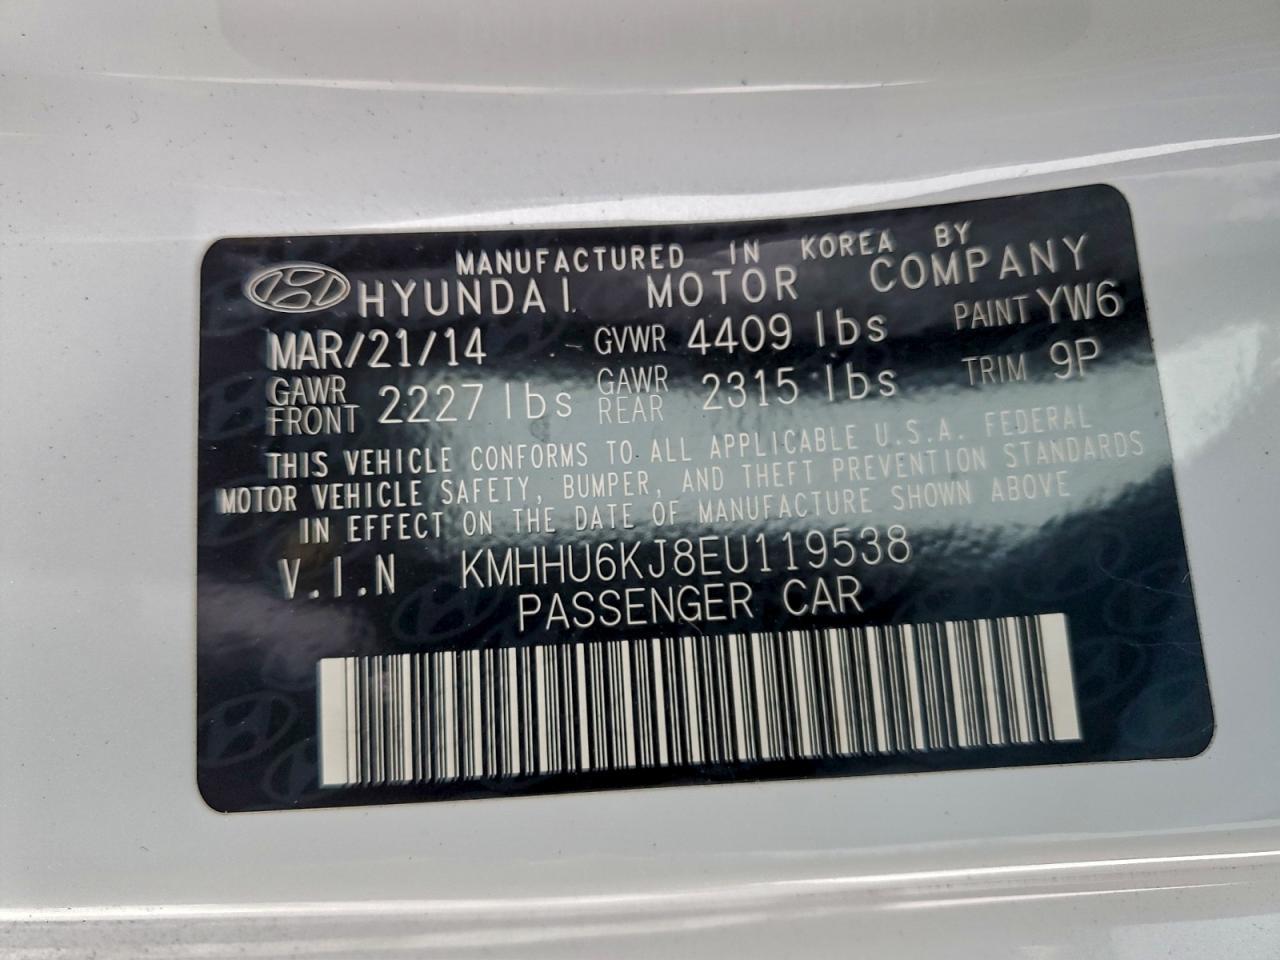 MANUFACTURED IN KOREA BY
HYUNDAI MOTOR COMPANY
MAR/21/14 GVWR 4409 lbs PAINT YW6
GAWR FRONT 2227 lbs GAWR REAR 2315 lbs TRIM 9P
THIS VEHICLE CONFORMS TO ALL APPLICABLE U.S.A. FEDERAL
MOTOR VEHICLE SAFETY, BUMPER, AND THEFT PREVENTION STANDARDS
IN EFFECT ON THE DATE OF MANUFACTURE SHOWN ABOVE
V.I.N KMHHU6KJ8EU119538
PASSENGER CAR